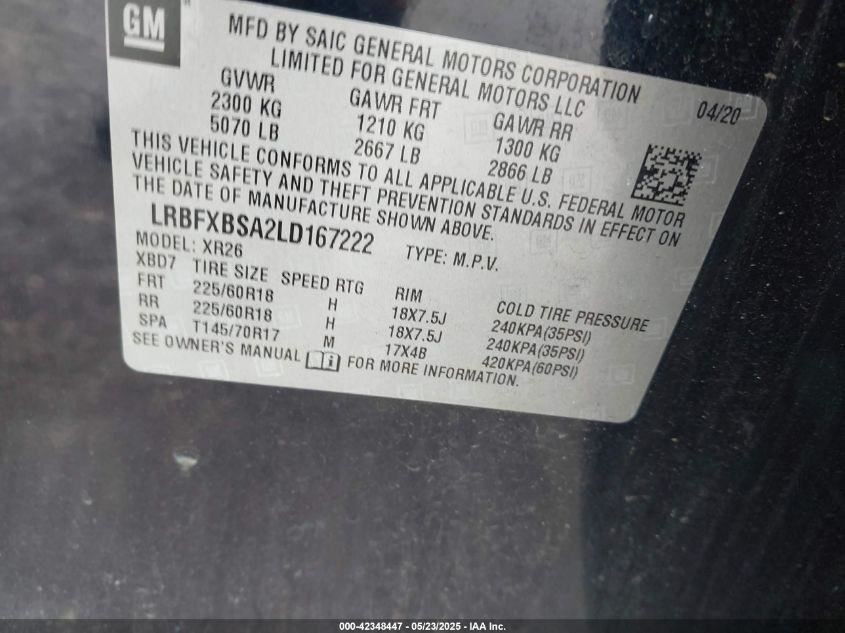 GM
MFD BY SAIC GENERAL MOTORS CORPORATION
LIMITED FOR GENERAL MOTORS LLC
04/20
GVWR GAWR FRT GAWR RR
2300 KG 1210 KG 1300 KG
5070 LB 2667 LB 2866 LB
THIS VEHICLE CONFORMS TO ALL APPLICABLE U.S. FEDERAL MOTOR
VEHICLE SAFETY AND THEFT PREVENTION STANDARDS IN EFFECT ON
THE DATE OF MANUFACTURE SHOWN ABOVE.
LRBFXBSA2LD167222 TYPE: M.P.V.
MODEL: XR26
XBD7 TIRE SIZE SPEED RTG RIM COLD TIRE PRESSURE
FRT 225/60R18 H 18X7.5J 240KPA(35PSI)
RR 225/60R18 H 18X7.5J 240KPA(35PSI)
SPA T145/70R17 M 17X4B 420KPA(60PSI)
SEE OWNER'S MANUAL FOR MORE INFORMATION.
000-42348447 - 05/23/2025 - IAA Inc.